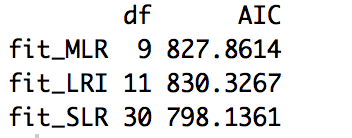 df AIC
fit_MLR 9 827.8614
fit_LRI 11 830.3267
fit_SLR 30 798.1361